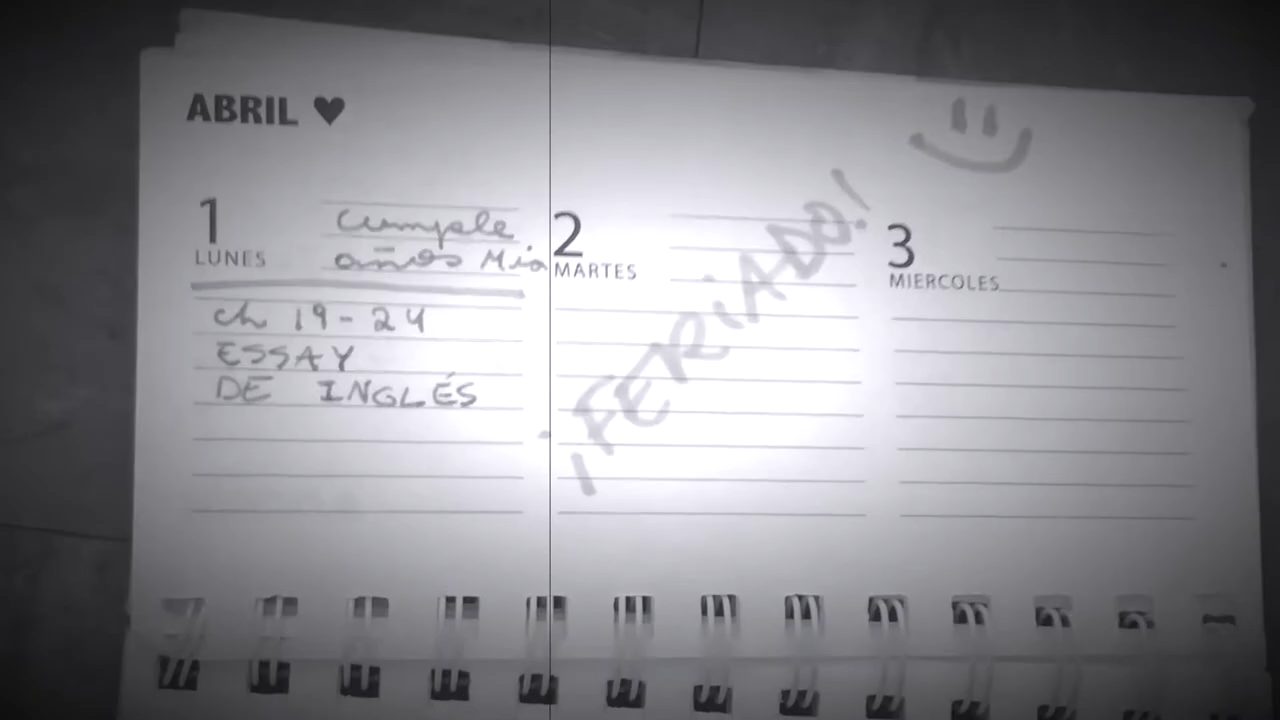 ABRIL ♥
1
LUNES
Cumple
años Mia
ch 19-24
ESSAY
DE INGLÉS
2
MARTES
¡FERiADO!
3
MIERCOLES